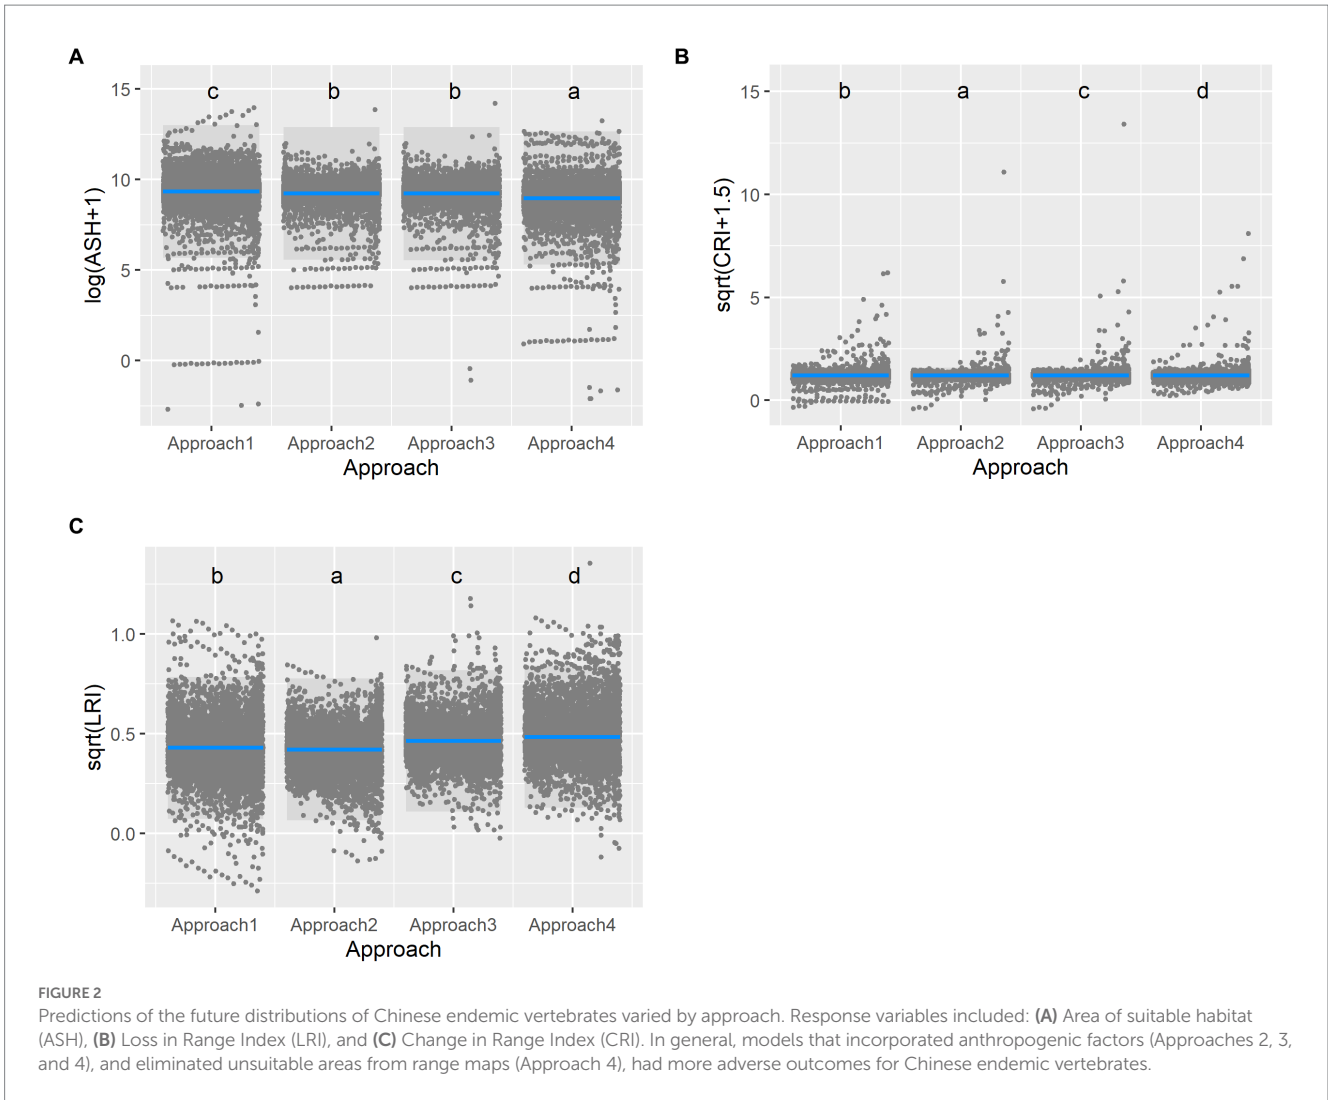 A
B
15
10
5
0
log(ASH+1)
c
b
b
a
Approach1
Approach2
Approach3
Approach4
Approach
15
10
5
0
sqrt(CRI+1.5)
b
a
c
d
Approach1
Approach2
Approach3
Approach4
Approach
C
1.0
0.5
0.0
sqrt(LRI)
b
a
c
d
Approach1
Approach2
Approach3
Approach4
Approach
FIGURE 2
Predictions of the future distributions of Chinese endemic vertebrates varied by approach. Response variables included: (A) Area of suitable habitat
(ASH), (B) Loss in Range Index (LRI), and (C) Change in Range Index (CRI). In general, models that incorporated anthropogenic factors (Approaches 2, 3,
and 4), and eliminated unsuitable areas from range maps (Approach 4), had more adverse outcomes for Chinese endemic vertebrates.